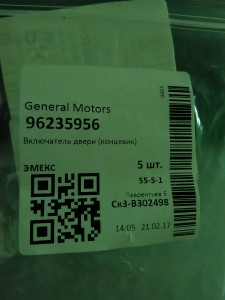 General Motors
96235956
Включатель двери (концевик)
5 шт.
ЭМЕКС
55-5-1
Лаврентьев Е.
Ск3-В302498
14:05 21.02.17